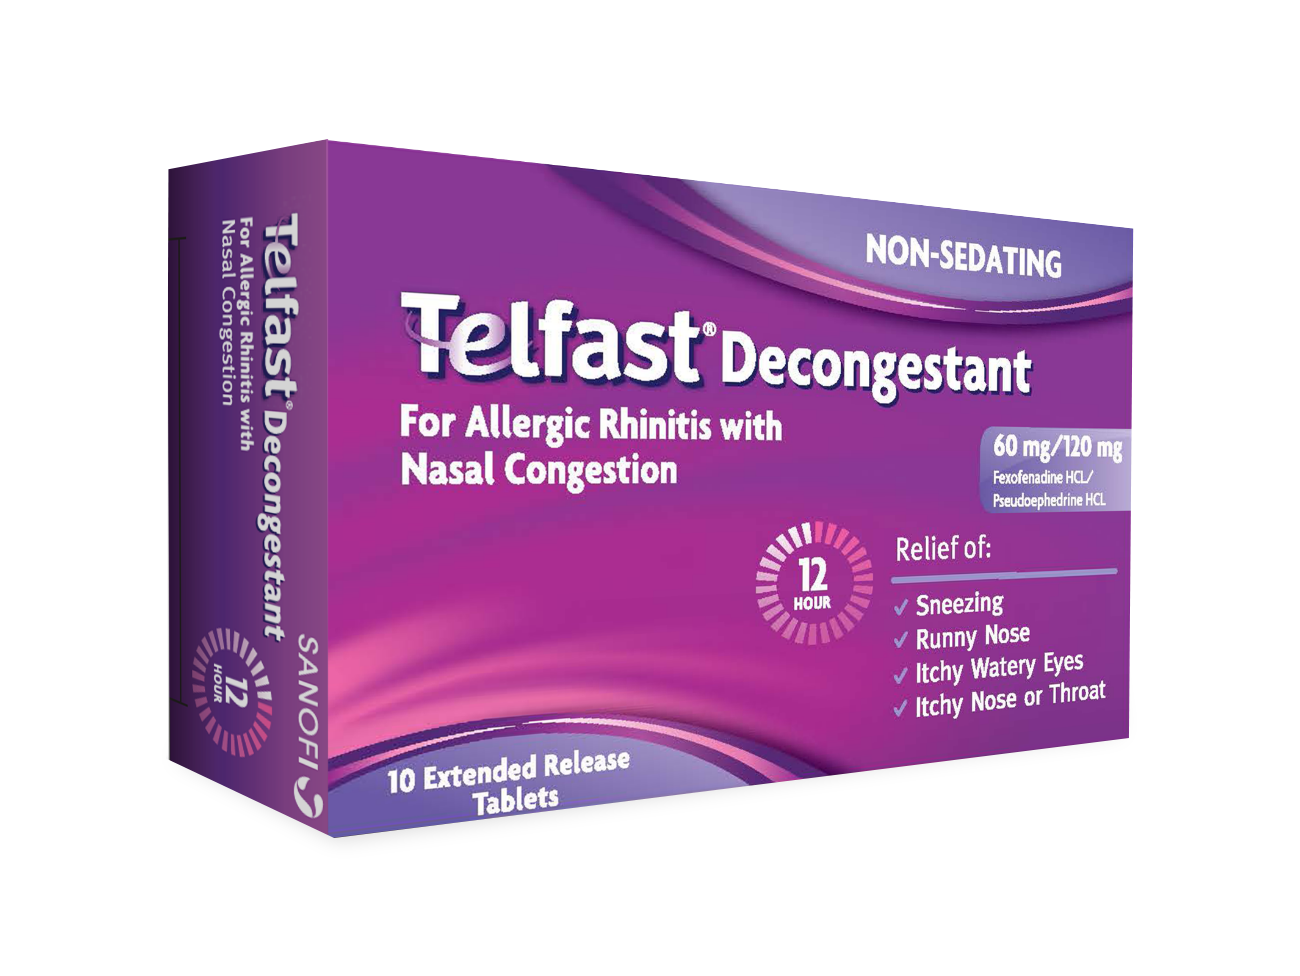 NON-SEDATING
Telfast® Decongestant
For Allergic Rhinitis with
Nasal Congestion
60 mg/120 mg
Fexofenadine HCL/
Pseudoephedrine HCL
12
HOUR
Relief of:
✓ Sneezing
✓ Runny Nose
✓ Itchy Watery Eyes
✓ Itchy Nose or Throat
10 Extended Release
Tablets
Telfast® Decongestant
For Allergic Rhinitis with
Nasal Congestion
12
HOUR
SANOFI